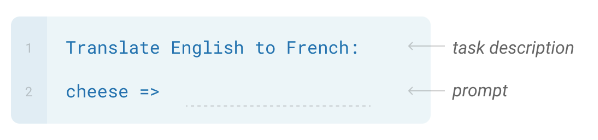 1 Translate English to French: task description
2 cheese => prompt